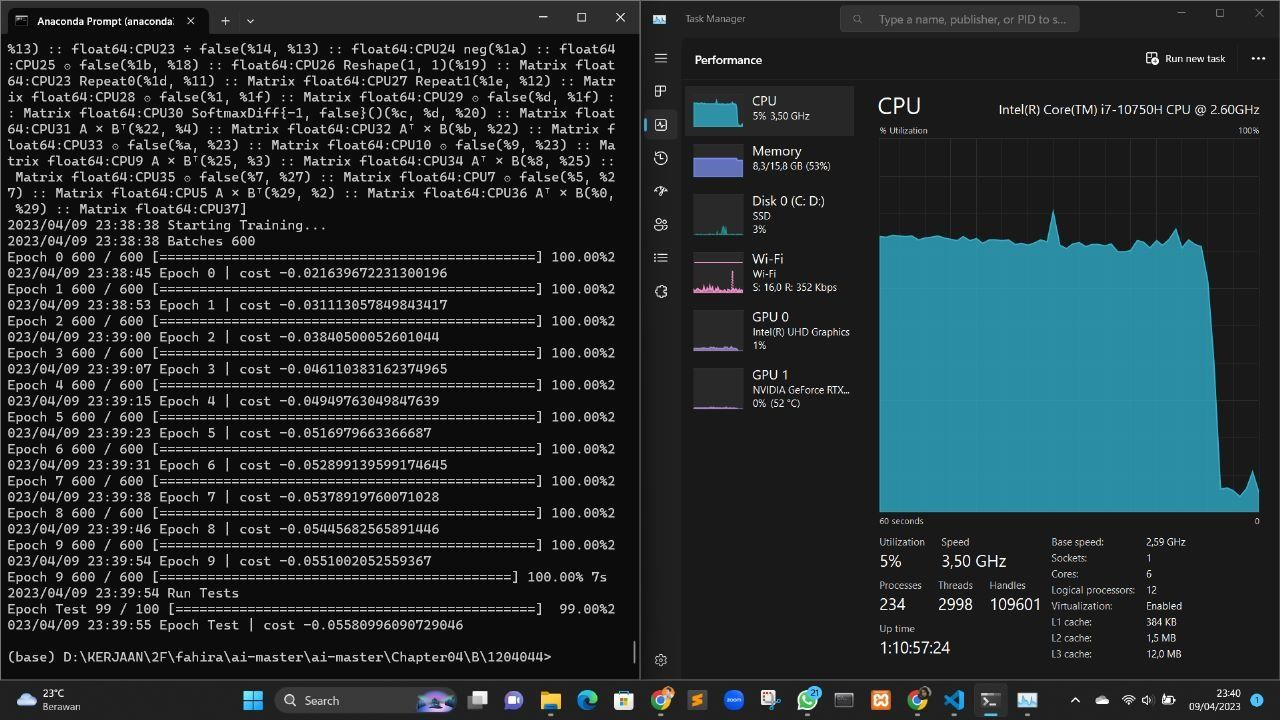 Anaconda Prompt (anaconda:
%13) :: float64:CPU23 ÷ false(%14, %13) :: float64:CPU24 neg(%1a) :: float64
:CPU25 ⊙ false(%1b, %18) :: float64:CPU26 Reshape(1, 1)(%19) :: Matrix float
64:CPU23 Repeat0(%1d, %11) :: Matrix float64:CPU27 Repeat1(%1e, %12) :: Matr
ix float64:CPU28 ⊙ false(%1, %1f) :: Matrix float64:CPU29 ⊙ false(%d, %1f) :
: Matrix float64:CPU30 SoftmaxDiff{-1, false}()(%c, %d, %20) :: Matrix float
64:CPU31 A × Bᵀ(%22, %4) :: Matrix float64:CPU32 Aᵀ × B(%b, %22) :: Matrix f
loat64:CPU33 ⊙ false(%a, %23) :: Matrix float64:CPU10 ⊙ false(%9, %23) :: Ma
trix float64:CPU9 A × Bᵀ(%25, %3) :: Matrix float64:CPU34 Aᵀ × B(%8, %25) ::
Matrix float64:CPU35 ⊙ false(%7, %27) :: Matrix float64:CPU7 ⊙ false(%5, %2
7) :: Matrix float64:CPU5 A × Bᵀ(%29, %2) :: Matrix float64:CPU36 Aᵀ × B(%0,
%29) :: Matrix float64:CPU37]
2023/04/09 23:38:38 Starting Training...
2023/04/09 23:38:38 Batches 600
Epoch 0 600 / 600 [===============================================] 100.00%2
023/04/09 23:38:45 Epoch 0 | cost -0.021639672231300196
Epoch 1 600 / 600 [===============================================] 100.00%2
023/04/09 23:38:53 Epoch 1 | cost -0.031113057849843417
Epoch 2 600 / 600 [===============================================] 100.00%2
023/04/09 23:39:00 Epoch 2 | cost -0.03840500052601044
Epoch 3 600 / 600 [===============================================] 100.00%2
023/04/09 23:39:07 Epoch 3 | cost -0.046110383162374965
Epoch 4 600 / 600 [===============================================] 100.00%2
023/04/09 23:39:15 Epoch 4 | cost -0.04949763049847639
Epoch 5 600 / 600 [===============================================] 100.00%2
023/04/09 23:39:23 Epoch 5 | cost -0.0516979663366687
Epoch 6 600 / 600 [===============================================] 100.00%2
023/04/09 23:39:31 Epoch 6 | cost -0.052899139599174645
Epoch 7 600 / 600 [===============================================] 100.00%2
023/04/09 23:39:38 Epoch 7 | cost -0.05378919760071028
Epoch 8 600 / 600 [===============================================] 100.00%2
023/04/09 23:39:46 Epoch 8 | cost -0.05445682565891446
Epoch 9 600 / 600 [===============================================] 100.00%2
023/04/09 23:39:54 Epoch 9 | cost -0.0551002052559367
Epoch 9 600 / 600 [============================================] 100.00% 7s
2023/04/09 23:39:54 Run Tests
Epoch Test 99 / 100 [=============================================]  99.00%2
023/04/09 23:39:55 Epoch Test | cost -0.05580996090729046
(base) D:\KERJAAN\2F\fahira\ai-master\ai-master\Chapter04\B\1204044>
Task Manager
Type a name, publisher, or PID to s...
Performance
Run new task
CPU
5% 3,50 GHz
Memory
8,3/15,8 GB (53%)
Disk 0 (C: D:)
SSD
3%
Wi-Fi
Wi-Fi
S: 16,0 R: 352 Kbps
GPU 0
Intel(R) UHD Graphics
1%
GPU 1
NVIDIA GeForce RTX...
0% (52 °C)
CPU
Intel(R) Core(TM) i7-10750H CPU @ 2.60GHz
% Utilization
100%
60 seconds
0
Utilization
5%
Speed
3,50 GHz
Processes
234
Threads
2998
Handles
109601
Up time
1:10:57:24
Base speed: 2,59 GHz
Sockets: 1
Cores: 6
Logical processors: 12
Virtualization: Enabled
L1 cache: 384 KB
L2 cache: 1,5 MB
L3 cache: 12,0 MB
23°C
Berawan
Search
zoom
21
23:40
09/04/2023
1